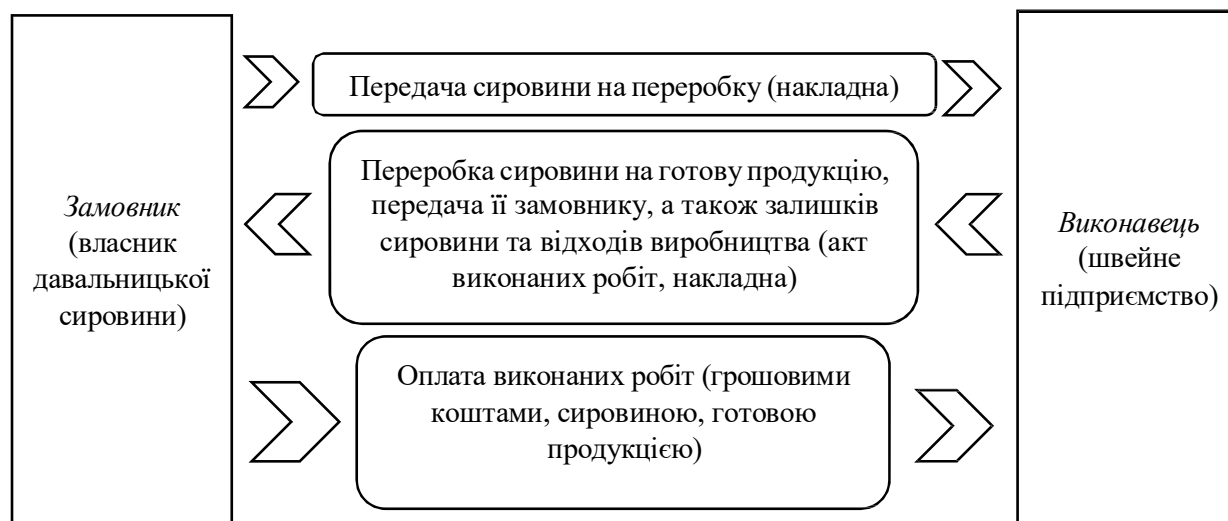 Замовник
(власник
давальницької
сировини)
Передача сировини на переробку (накладна)
Переробка сировини на готову продукцію,
передача її замовнику, а також залишків
сировини та відходів виробництва (акт
виконаних робіт, накладна)
Оплата виконаних робіт (грошовими
коштами, сировиною, готовою
продукцією)
Виконавець
(швейне
підприємство)